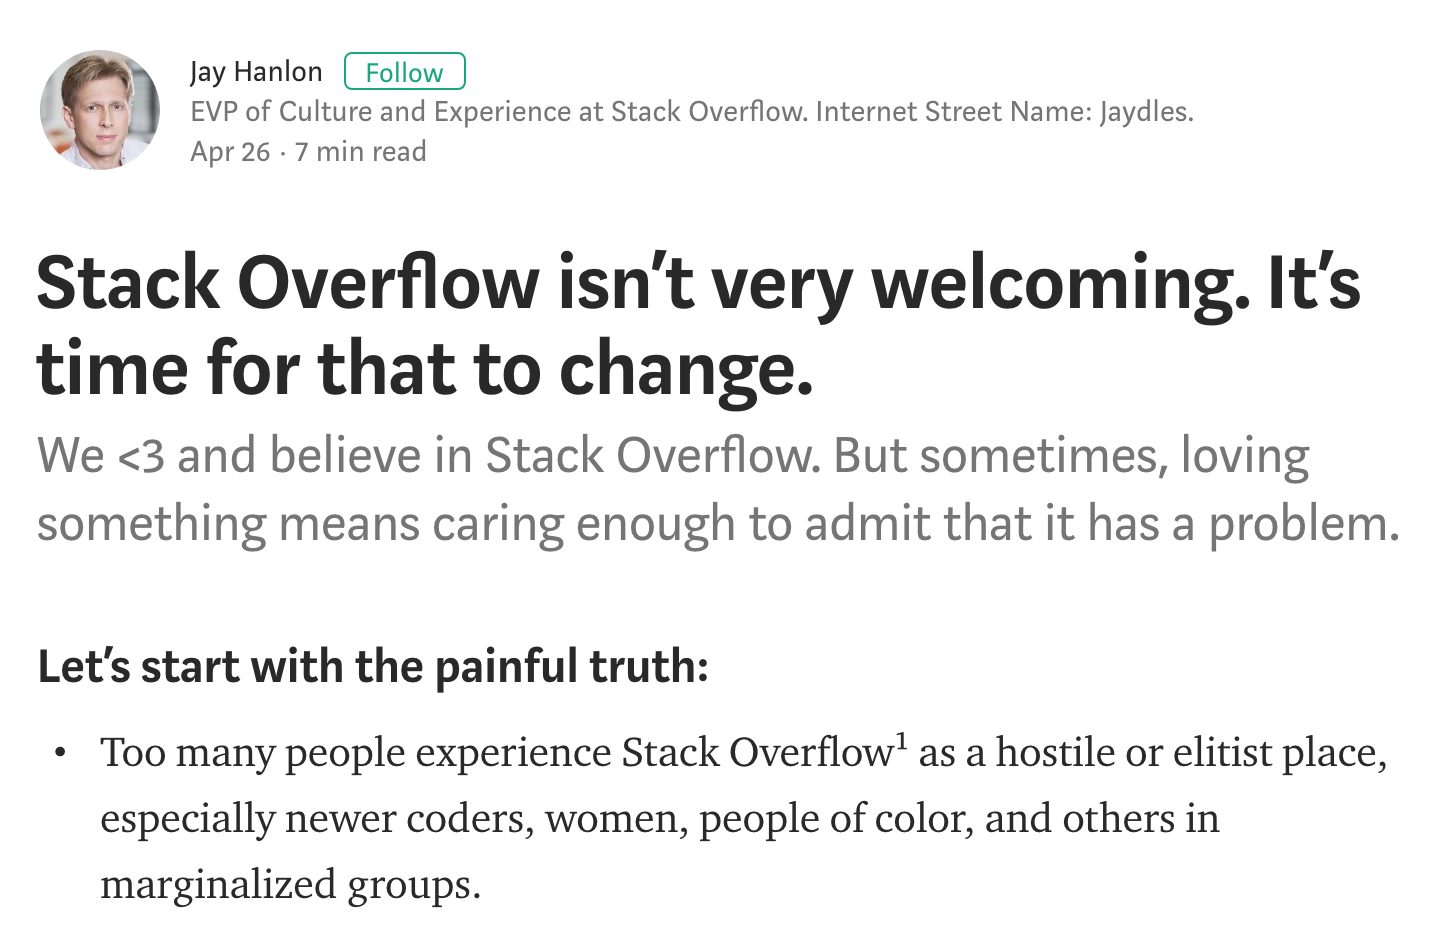 Jay Hanlon Follow
EVP of Culture and Experience at Stack Overflow. Internet Street Name: Jaydles.
Apr 26 · 7 min read
Stack Overflow isn’t very welcoming. It’s
time for that to change.
We <3 and believe in Stack Overflow. But sometimes, loving
something means caring enough to admit that it has a problem.
Let’s start with the painful truth:
• Too many people experience Stack Overflow¹ as a hostile or elitist place,
especially newer coders, women, people of color, and others in
marginalized groups.